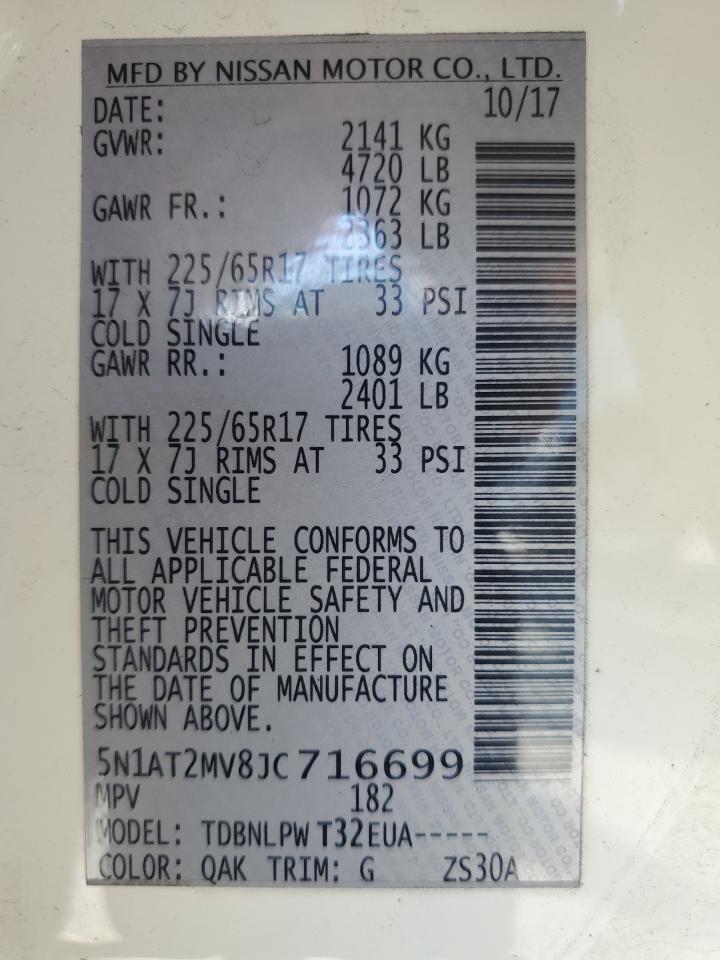 MFD BY NISSAN MOTOR CO., LTD.
DATE: 10/17
GVWR: 2141 KG
4720 LB
GAWR FR.: 1072 KG
2363 LB
WITH 225/65R17 TIRES
17 X 7J RIMS AT 33 PSI
COLD SINGLE
GAWR RR.: 1089 KG
2401 LB
WITH 225/65R17 TIRES
17 X 7J RIMS AT 33 PSI
COLD SINGLE
THIS VEHICLE CONFORMS TO
ALL APPLICABLE FEDERAL
MOTOR VEHICLE SAFETY AND
THEFT PREVENTION
STANDARDS IN EFFECT ON
THE DATE OF MANUFACTURE
SHOWN ABOVE.
5N1AT2MV8JC716699
MPV 182
MODEL: TDBNLPW T32EUA-----
COLOR: QAK TRIM: G ZS30A